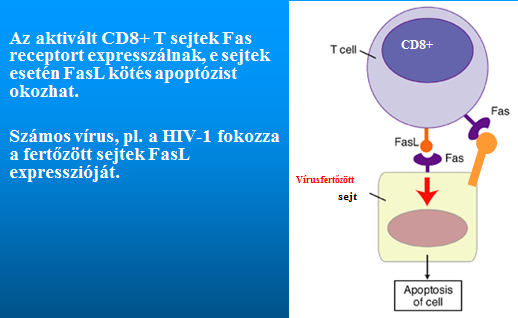 Az aktivált CD8+ T sejtek Fas
receptort expresszálnak, e sejtek
esetén FasL kötés apoptózist
okozhat.
Számos vírus, pl. a HIV-1 fokozza
a fertőzött sejtek FasL
expresszióját.
T cell
CD8+
Fas
FasL
Fas
Vírusfertőzött
sejt
Apoptosis
of cell